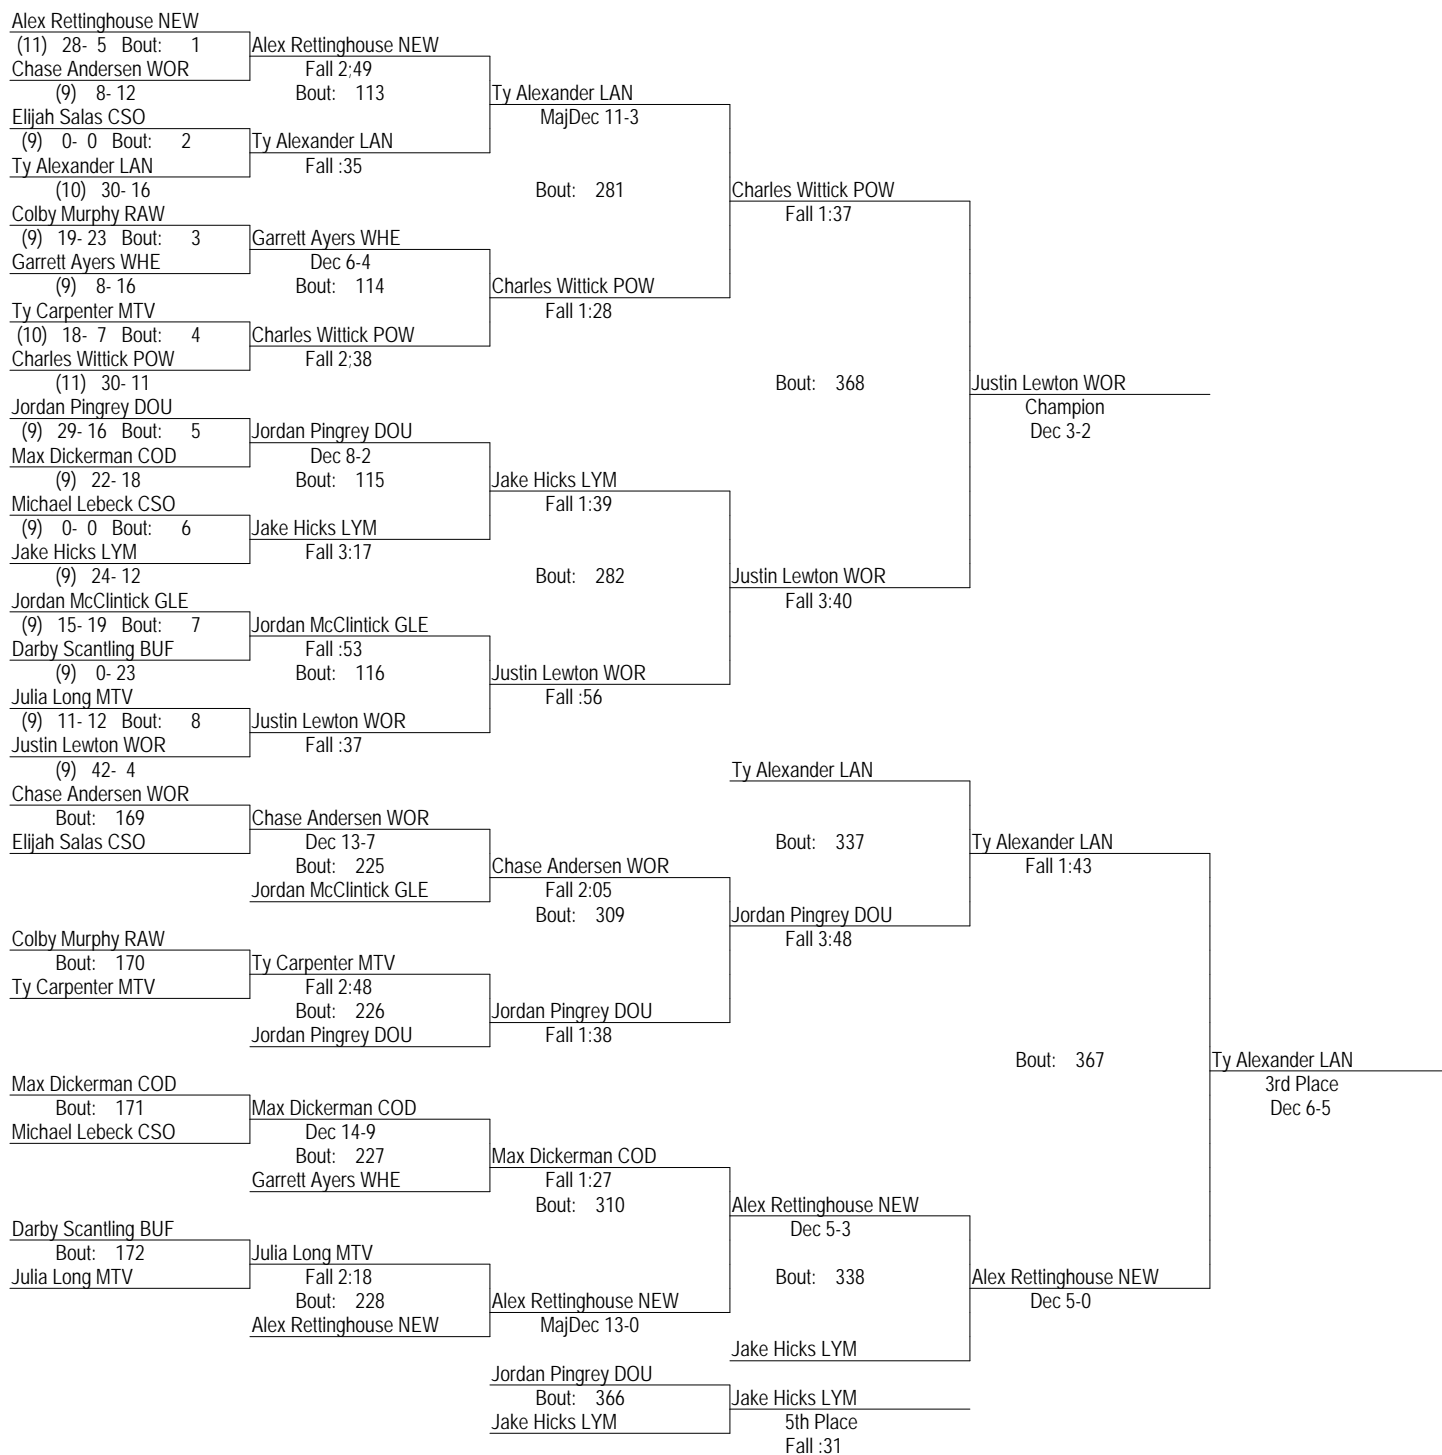 Alex Rettinghouse NEW
(11) 28- 5 Bout: 1 Alex Rettinghouse NEW
Chase Andersen WOR Fall 2;49
(9) 8- 12 Bout: 113 Ty Alexander LAN
Elijah Salas CSO MajDec 11-3
(9) 0- 0 Bout: 2 Ty Alexander LAN
Ty Alexander LAN Fall :35
(10) 30- 16 Bout: 281 Charles Wittick POW
Colby Murphy RAW Fall 1:37
(9) 19- 23 Bout: 3 Garrett Ayers WHE
Garrett Ayers WHE Dec 6-4
(9) 8- 16 Bout: 114 Charles Wittick POW
Ty Carpenter MTV Fall 1:28
(10) 18- 7 Bout: 4 Charles Wittick POW
Charles Wittick POW Fall 2;38
(11) 30- 11 Bout: 368 Justin Lewton WOR
Jordan Pingrey DOU Champion
(9) 29- 16 Bout: 5 Jordan Pingrey DOU Dec 3-2
Max Dickerman COD Dec 8-2
(9) 22- 18 Bout: 115 Jake Hicks LYM
Michael Lebeck CSO Fall 1:39
(9) 0- 0 Bout: 6 Jake Hicks LYM
Jake Hicks LYM Fall 3:17
(9) 24- 12 Bout: 282 Justin Lewton WOR
Jordan McClintick GLE Fall 3:40
(9) 15- 19 Bout: 7 Jordan McClintick GLE
Darby Scantling BUF Fall :53
(9) 0- 23 Bout: 116 Justin Lewton WOR
Julia Long MTV Fall :56
(9) 11- 12 Bout: 8 Justin Lewton WOR
Justin Lewton WOR Fall :37
(9) 42- 4 Ty Alexander LAN
Chase Andersen WOR
Bout: 169 Chase Andersen WOR
Elijah Salas CSO Dec 13-7 Bout: 337 Ty Alexander LAN
Bout: 225 Chase Andersen WOR Fall 1:43
Jordan McClintick GLE Fall 2:05
Bout: 309 Jordan Pingrey DOU
Colby Murphy RAW Fall 3:48
Bout: 170 Ty Carpenter MTV
Ty Carpenter MTV Fall 2:48
Bout: 226 Jordan Pingrey DOU
Jordan Pingrey DOU Fall 1:38
Bout: 367 Ty Alexander LAN
Max Dickerman COD 3rd Place
Bout: 171 Max Dickerman COD Dec 6-5
Michael Lebeck CSO Dec 14-9
Bout: 227 Max Dickerman COD
Garrett Ayers WHE Fall 1:27
Bout: 310 Alex Rettinghouse NEW
Darby Scantling BUF Dec 5-3
Bout: 172 Julia Long MTV
Julia Long MTV Fall 2:18 Bout: 338 Alex Rettinghouse NEW
Bout: 228 Alex Rettinghouse NEW Dec 5-0
Alex Rettinghouse NEW MajDec 13-0
Jake Hicks LYM
Jordan Pingrey DOU
Bout: 366 Jake Hicks LYM
Jake Hicks LYM 5th Place
Fall :31